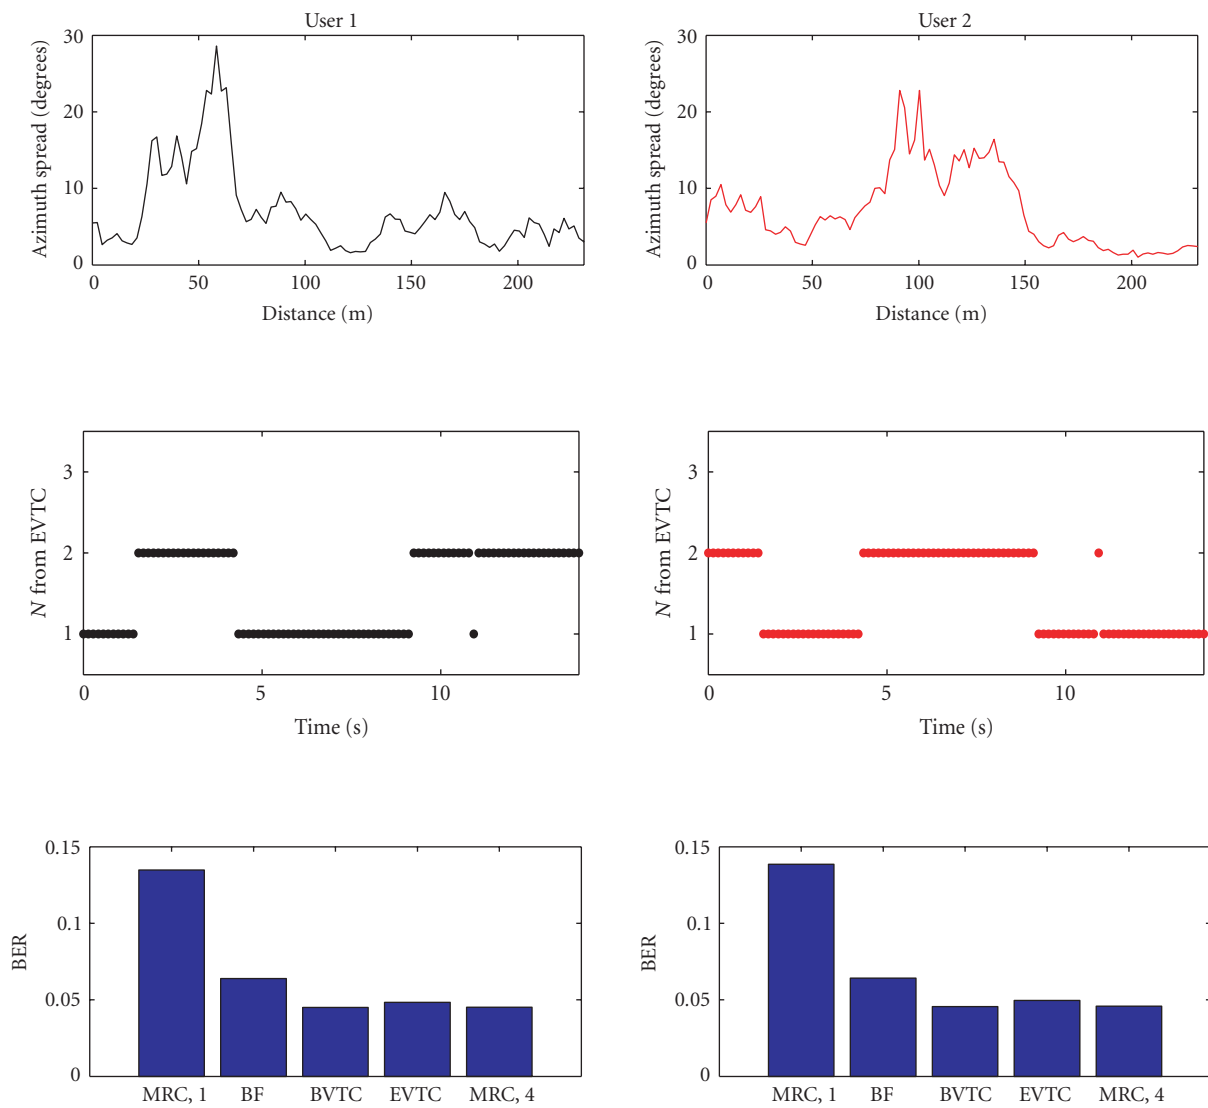 User 1
User 2
Azimuth spread (degrees)
30
20
10
0
0 50 100 150 200
Distance (m)
Azimuth spread (degrees)
30
20
10
0
0 50 100 150 200
Distance (m)
N from EVTC
3
2
1
0 5 10
Time (s)
N from EVTC
3
2
1
0 5 10
Time (s)
BER
0.15
0.1
0.05
0
MRC, 1 BF BVTC EVTC MRC, 4
BER
0.15
0.1
0.05
0
MRC, 1 BF BVTC EVTC MRC, 4